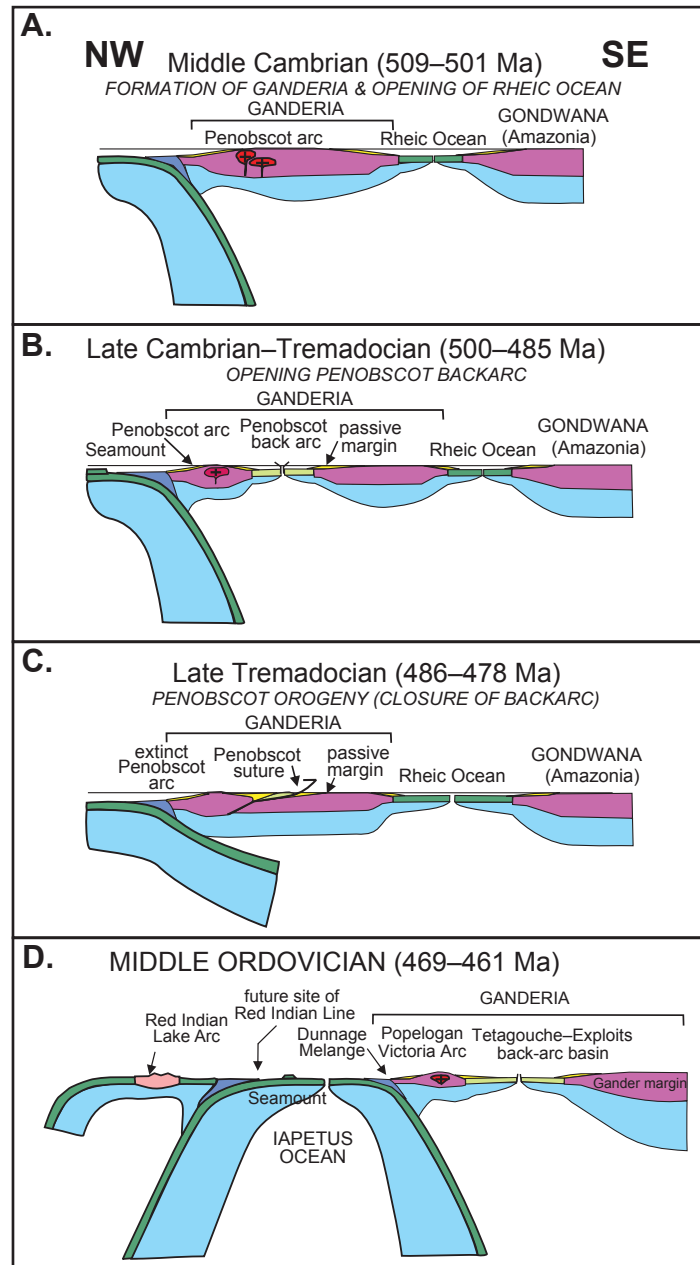 A.
NW
SE
Middle Cambrian (509–501 Ma)
FORMATION OF GANDERIA & OPENING OF RHEIC OCEAN
GANDERIA
Penobscot arc
Rheic Ocean
GONDWANA
(Amazonia)
B.
Late Cambrian–Tremadocian (500–485 Ma)
OPENING PENOBSCOT BACKARC
GANDERIA
Seamount
Penobscot arc
Penobscot
back arc
passive
margin
Rheic Ocean
GONDWANA
(Amazonia)
C.
Late Tremadocian (486–478 Ma)
PENOBSCOT OROGENY (CLOSURE OF BACKARC)
GANDERIA
extinct
Penobscot
arc
Penobscot
suture
passive
margin
Rheic Ocean
GONDWANA
(Amazonia)
D.
MIDDLE ORDOVICIAN (469–461 Ma)
Red Indian
Lake Arc
future site of
Red Indian Line
GANDERIA
Dunnage
Melange
Popelogan
Victoria Arc
Tetagouche–Exploits
back-arc basin
Seamount
Gander margin
IAPETUS
OCEAN